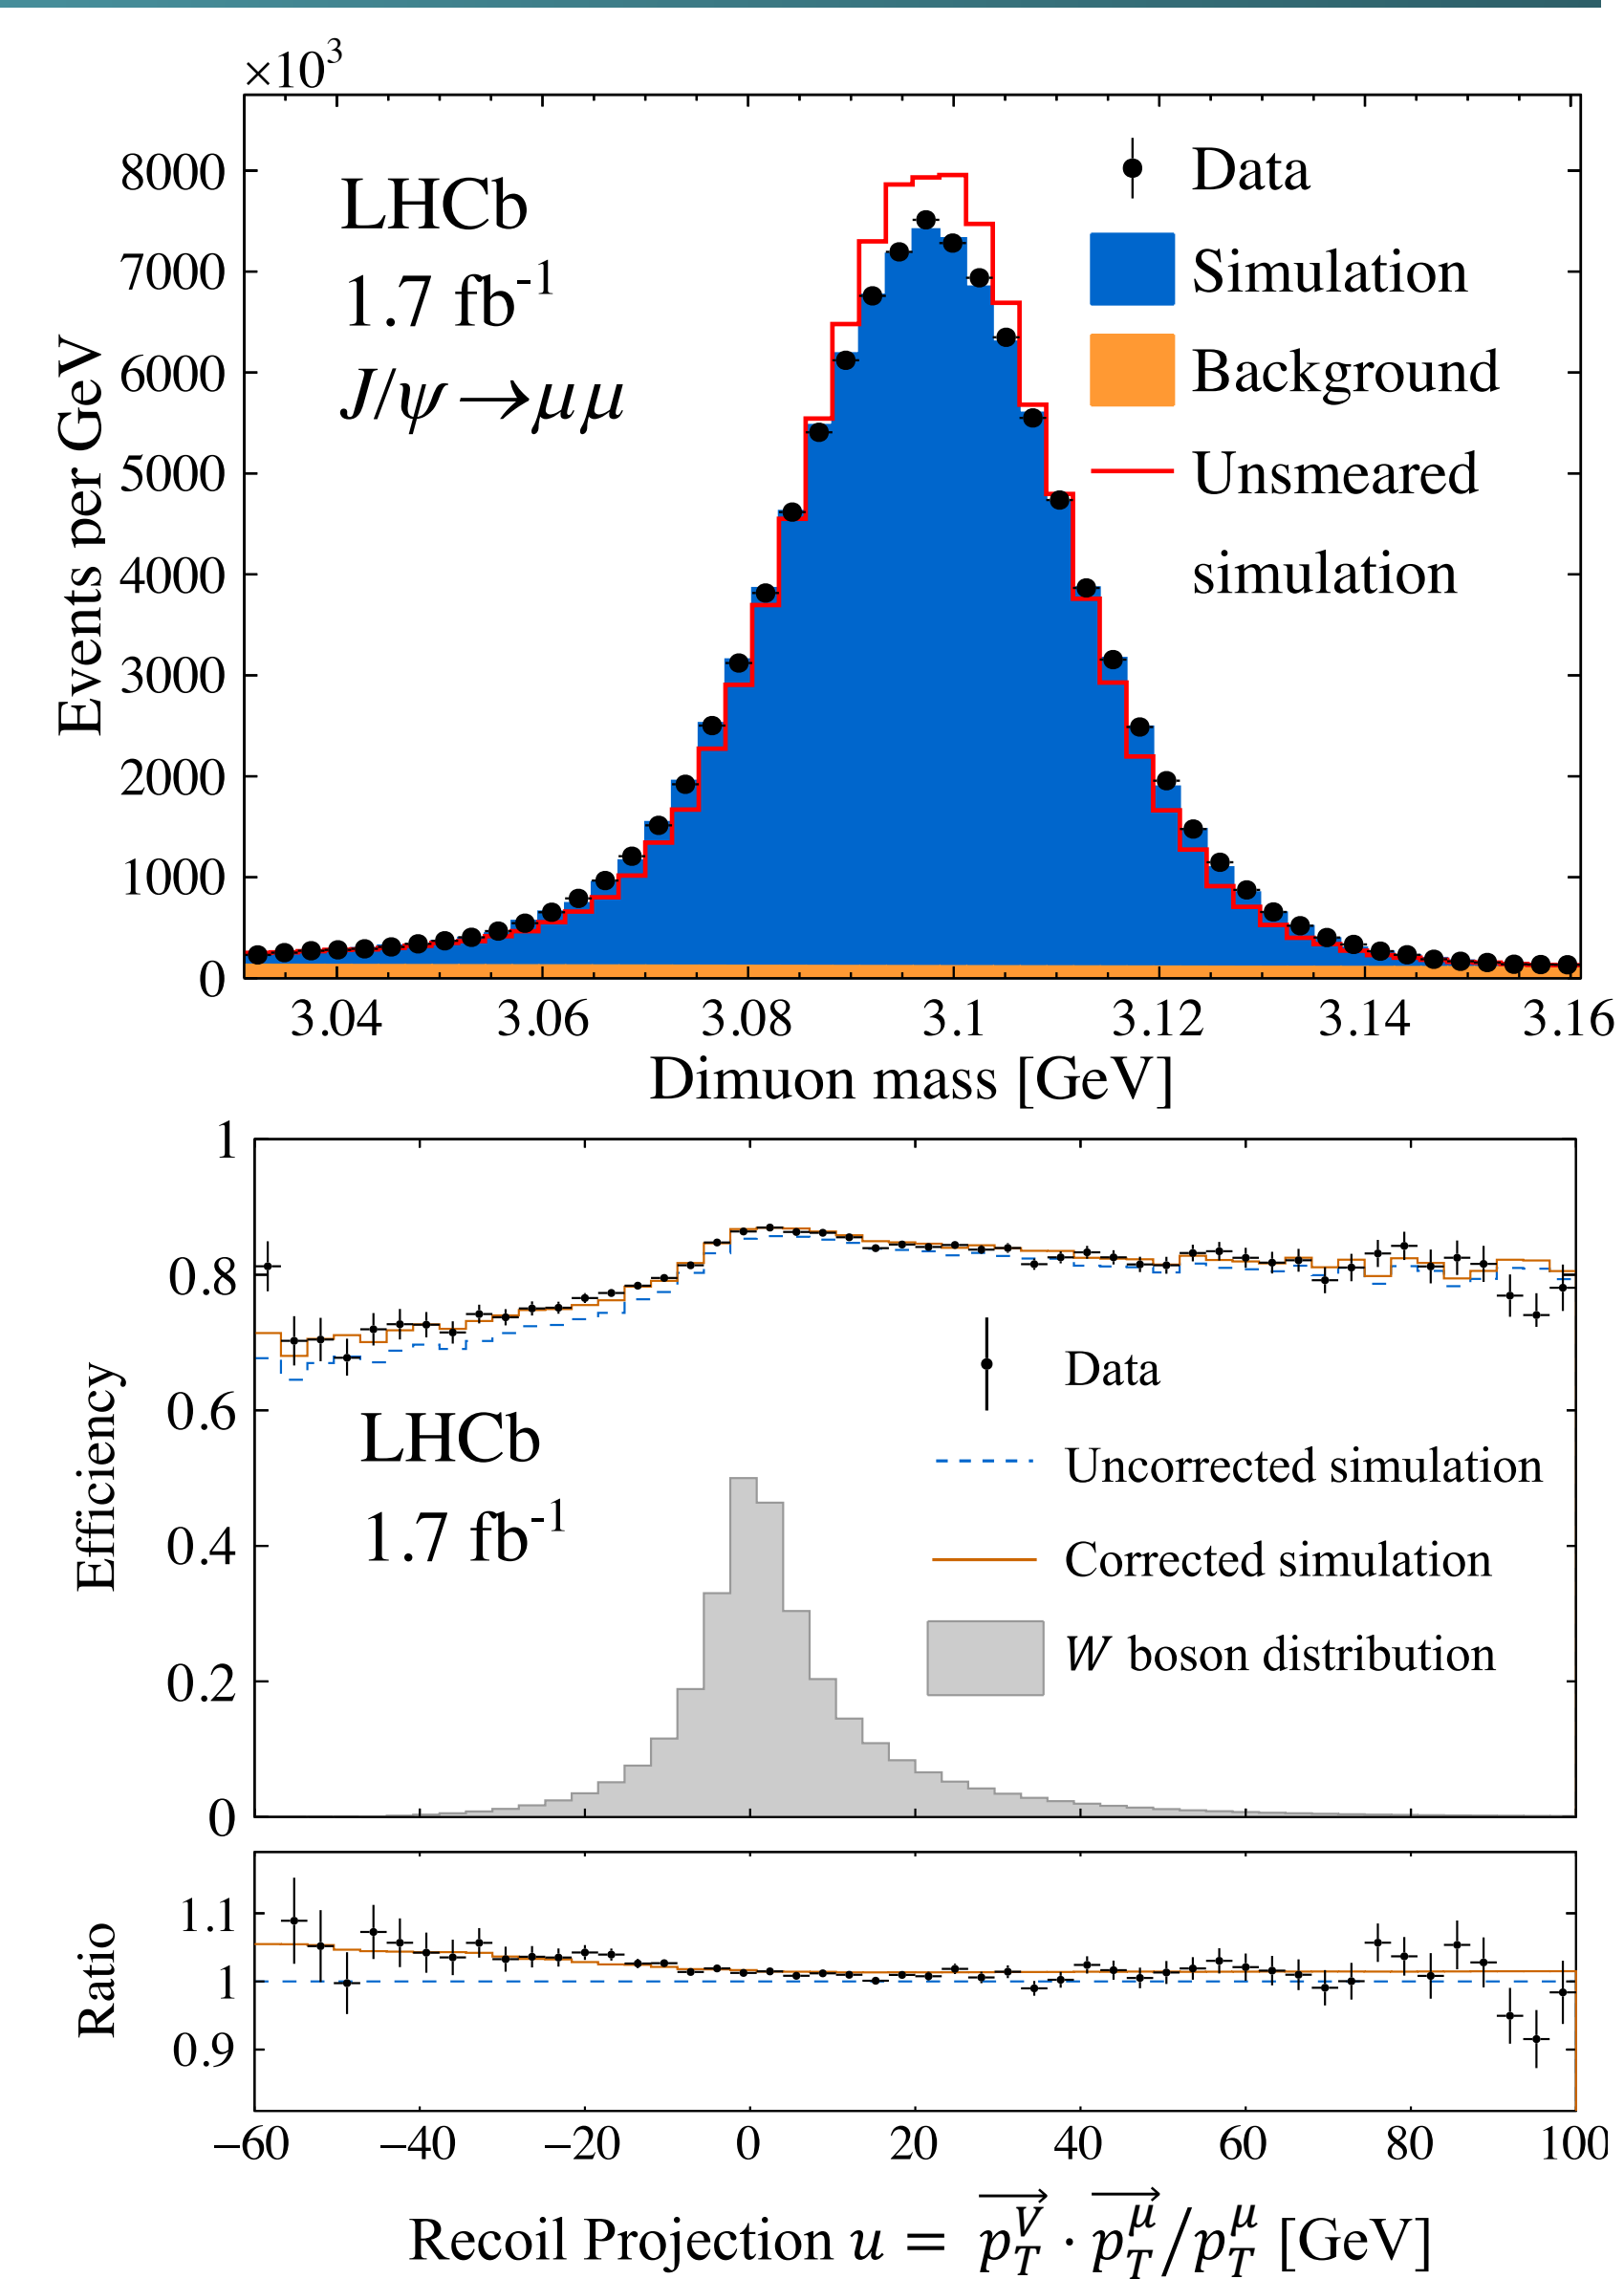 ×10³
8000
7000
6000
5000
4000
3000
2000
1000
0
Events per GeV
LHCb
1.7 fb⁻¹
J/ψ→μμ
Data
Simulation
Background
Unsmeared
simulation
3.04 3.06 3.08 3.1 3.12 3.14 3.16
Dimuon mass [GeV]
1
0.8
0.6
0.4
0.2
0
Efficiency
LHCb
1.7 fb⁻¹
Data
Uncorrected simulation
Corrected simulation
W boson distribution
1.1
1
0.9
Ratio
−60 −40 −20 0 20 40 60 80 100
Recoil Projection u = \overrightarrow{p_T^V} · \overrightarrow{p_T^μ}/p_T^μ [GeV]